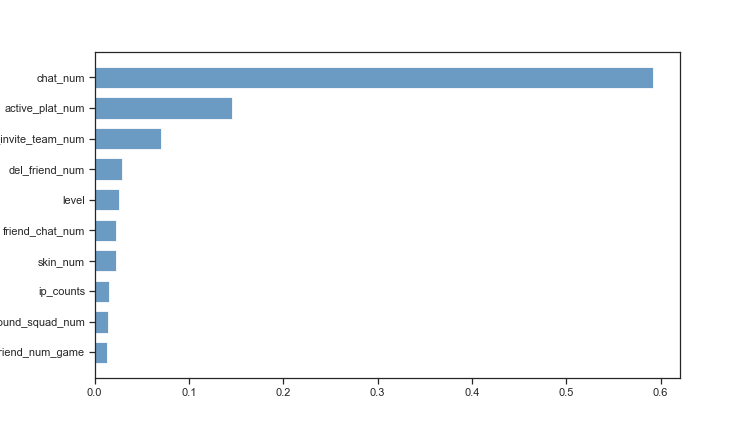 chat_num
active_plat_num
invite_team_num
del_friend_num
level
friend_chat_num
skin_num
ip_counts
ound_squad_num
riend_num_game
0.0 0.1 0.2 0.3 0.4 0.5 0.6